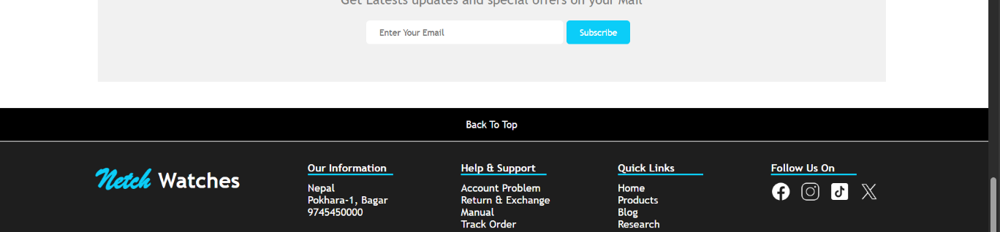 Get Latests updates and special offers on your Mail
Enter Your Email
Subscribe
Back To Top
Netch Watches
Our Information
Nepal
Pokhara-1, Bagar
9745450000
Help & Support
Account Problem
Return & Exchange
Manual
Track Order
Quick Links
Home
Products
Blog
Research
Follow Us On